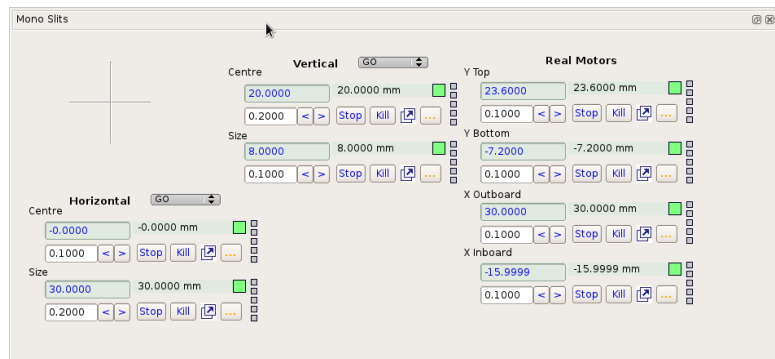 Mono Slits
Vertical GO
Centre
20.0000 20.0000 mm
0.2000 < > Stop Kill ...
Size
8.0000 8.0000 mm
0.1000 < > Stop Kill ...
Horizontal GO
Centre
-0.0000 -0.0000 mm
0.1000 < > Stop Kill ...
Size
30.0000 30.0000 mm
0.2000 < > Stop Kill ...
Real Motors
Y Top
23.6000 23.6000 mm
0.1000 < > Stop Kill ...
Y Bottom
-7.2000 -7.2000 mm
0.1000 < > Stop Kill ...
X Outboard
30.0000 30.0000 mm
0.1000 < > Stop Kill ...
X Inboard
-15.9999 -15.9999 mm
0.1000 < > Stop Kill ...